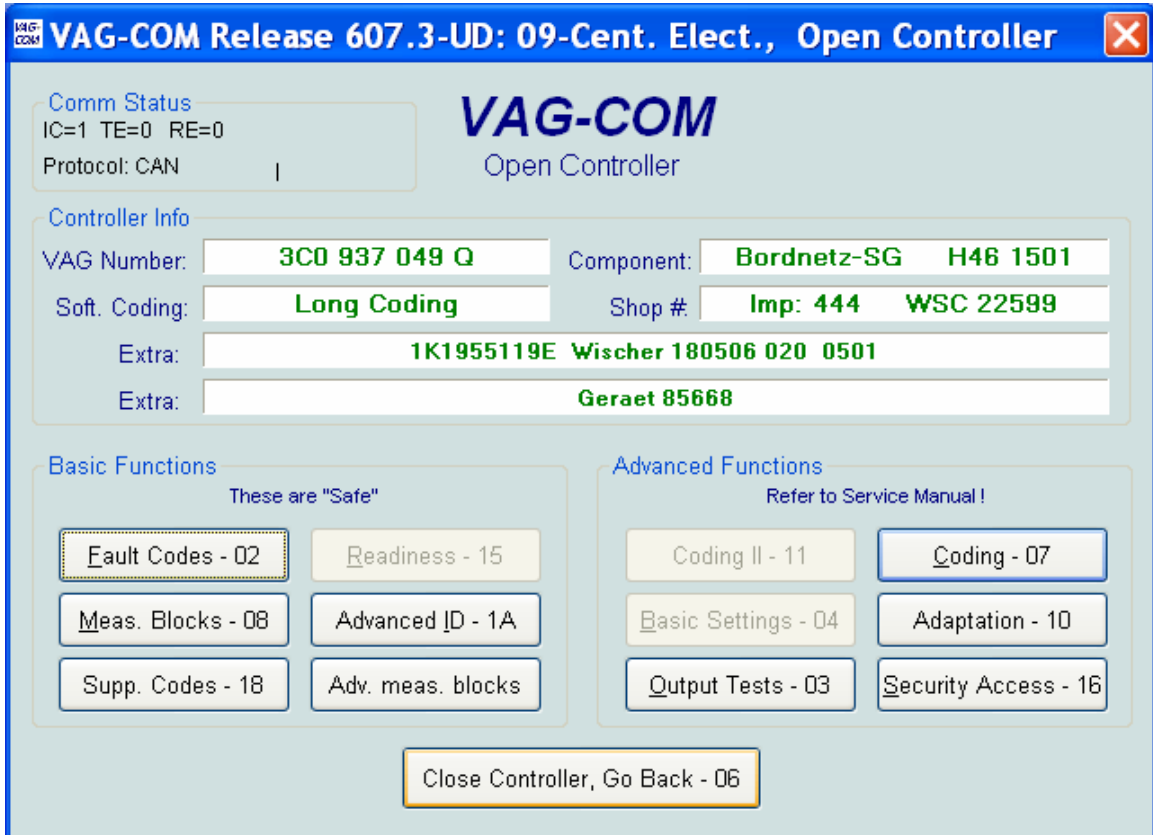 VAG-COM VAG-COM Release 607.3-UD: 09-Cent. Elect., Open Controller
Comm Status
IC=1 TE=0 RE=0
Protocol: CAN |
VAG-COM
Open Controller
Controller Info
VAG Number: 3C0 937 049 Q Component: Bordnetz-SG H46 1501
Soft. Coding: Long Coding Shop #: Imp: 444 WSC 22599
Extra: 1K1955119E Wischer 180506 020 0501
Extra: Geraet 85668
Basic Functions
These are "Safe"
Fault Codes - 02 Readiness - 15
Meas. Blocks - 08 Advanced ID - 1A
Supp. Codes - 18 Adv. meas. blocks
Advanced Functions
Refer to Service Manual !
Coding II - 11 Coding - 07
Basic Settings - 04 Adaptation - 10
Output Tests - 03 Security Access - 16
Close Controller, Go Back - 06